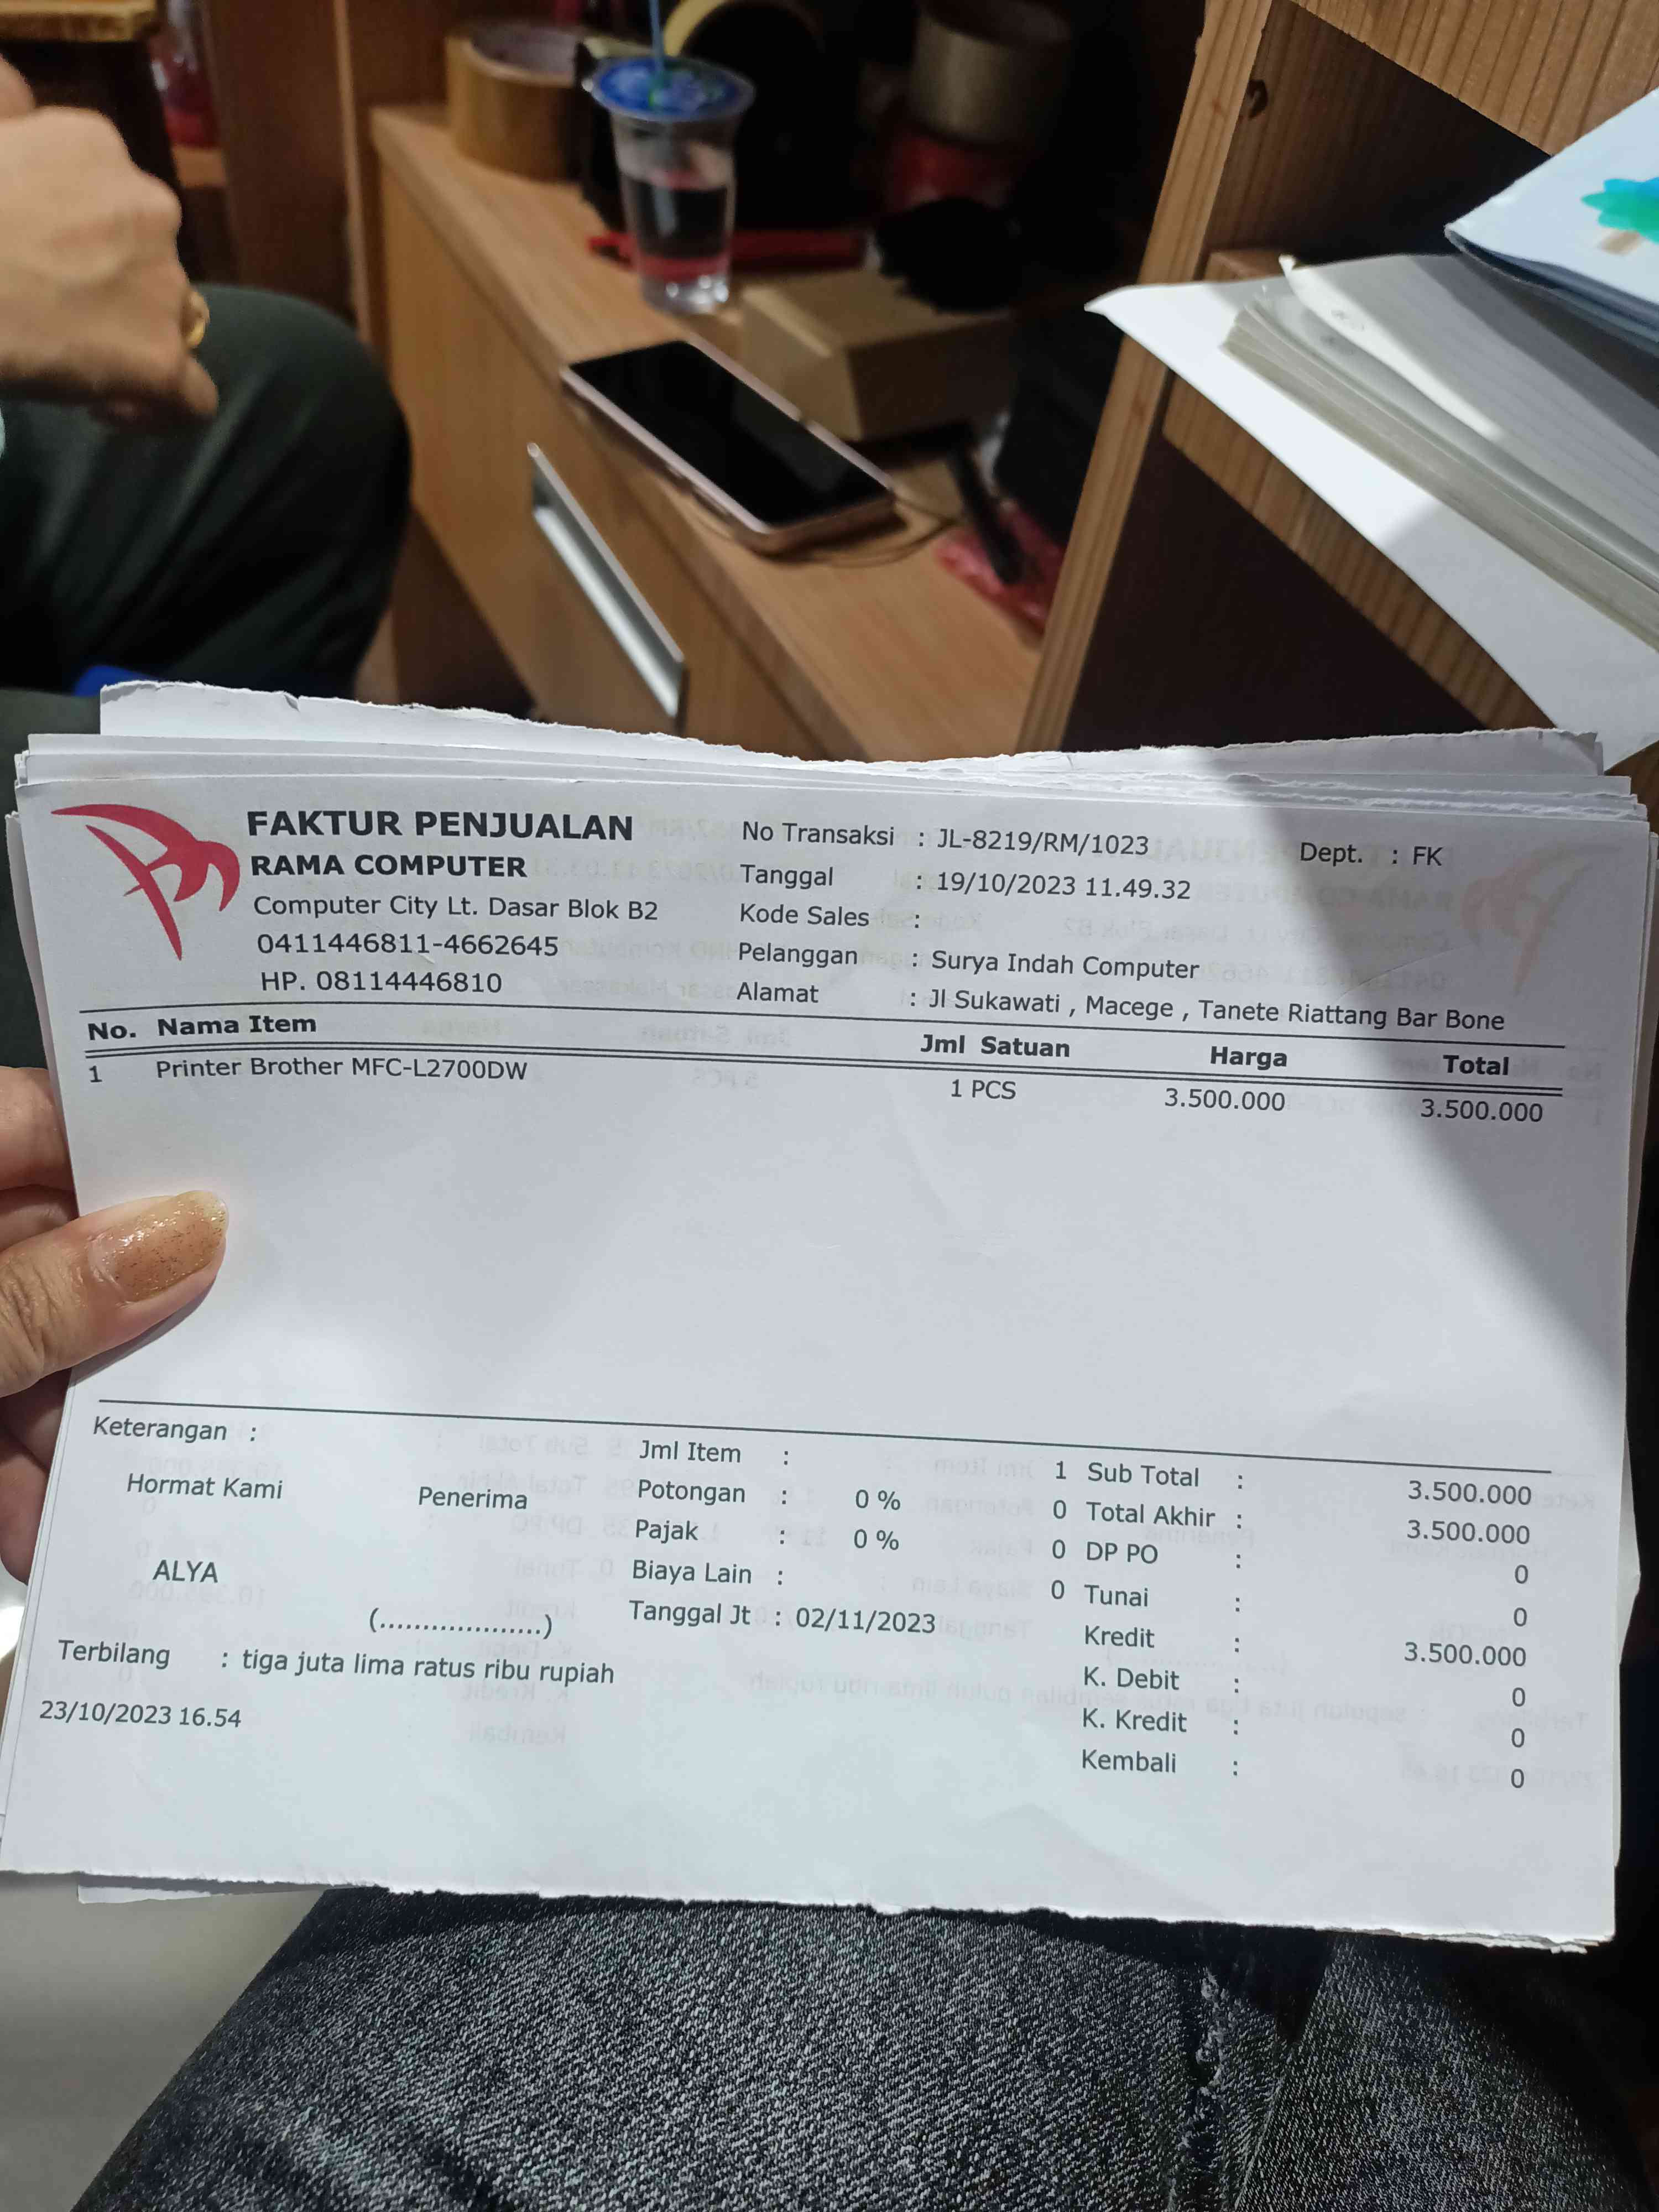 FAKTUR PENJUALAN
RAMA COMPUTER
Computer City Lt. Dasar Blok B2
0411446811-4662645
HP. 08114446810
No Transaksi : JL-8219/RM/1023
Dept. : FK
Tanggal : 19/10/2023 11.49.32
Kode Sales :
Pelanggan : Surya Indah Computer
Alamat : Jl Sukawati , Macege , Tanete Riattang Bar Bone
No. Nama Item Jml Satuan Harga Total
1 Printer Brother MFC-L2700DW 1 PCS 3.500.000 3.500.000
Keterangan :
Hormat Kami
Penerima
ALYA
(...................)
Jml Item : 1
Potongan : 0 % 0
Pajak : 0 % 0
Biaya Lain : 0
Tanggal Jt : 02/11/2023
Sub Total : 3.500.000
Total Akhir : 3.500.000
DP PO : 0
Tunai : 0
Kredit : 3.500.000
K. Debit : 0
K. Kredit : 0
Kembali : 0
Terbilang : tiga juta lima ratus ribu rupiah
23/10/2023 16.54